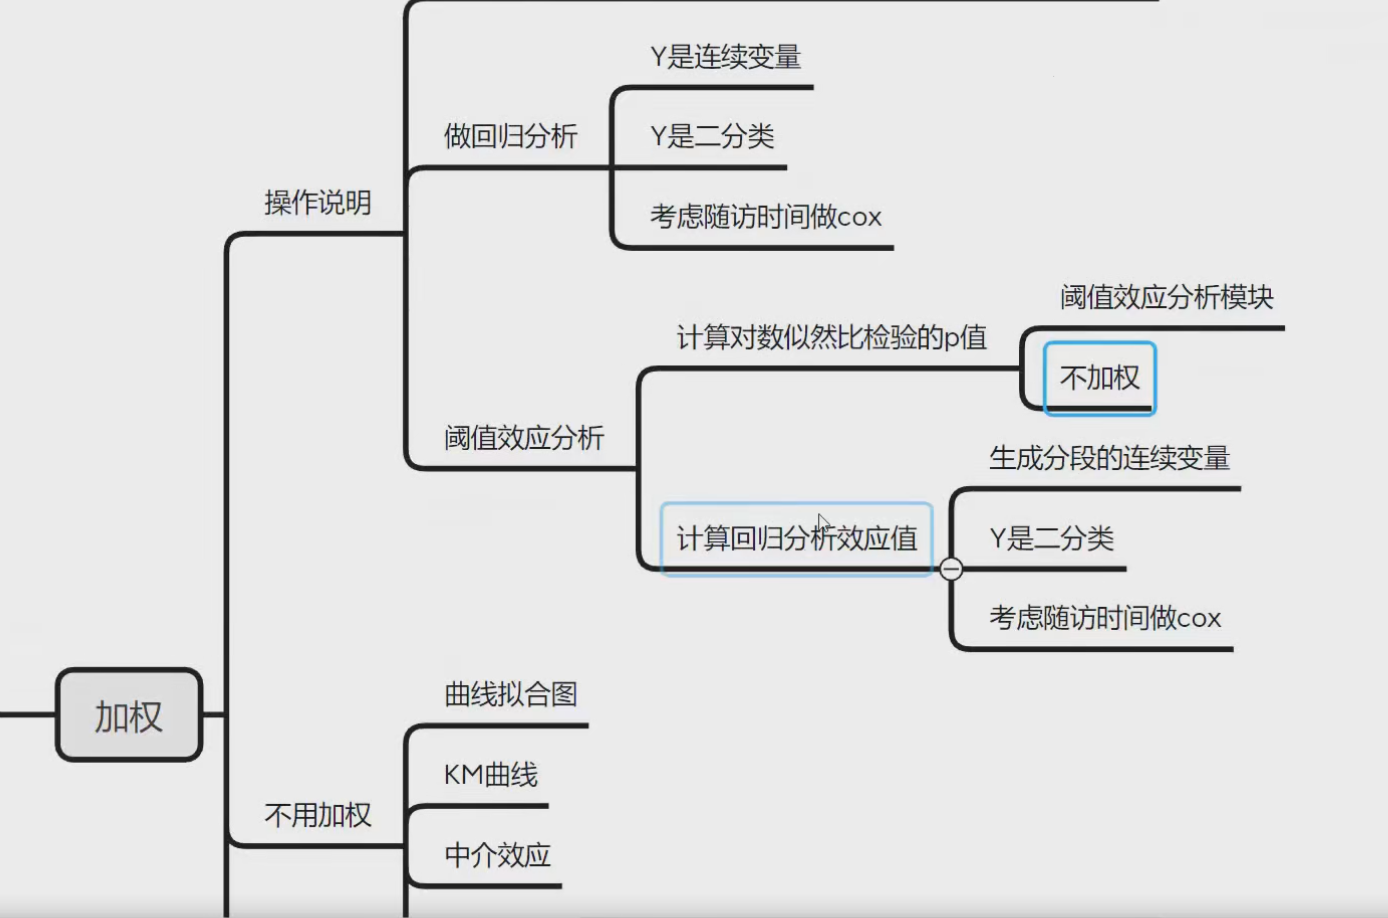 Y是连续变量
做回归分析
Y是二分类
操作说明
考虑随访时间做cox
阈值效应分析模块
计算对数似然比检验的p值
不加权
阈值效应分析
生成分段的连续变量
计算回归分析效应值
Y是二分类
考虑随访时间做cox
加权
曲线拟合图
KM曲线
不用加权
中介效应